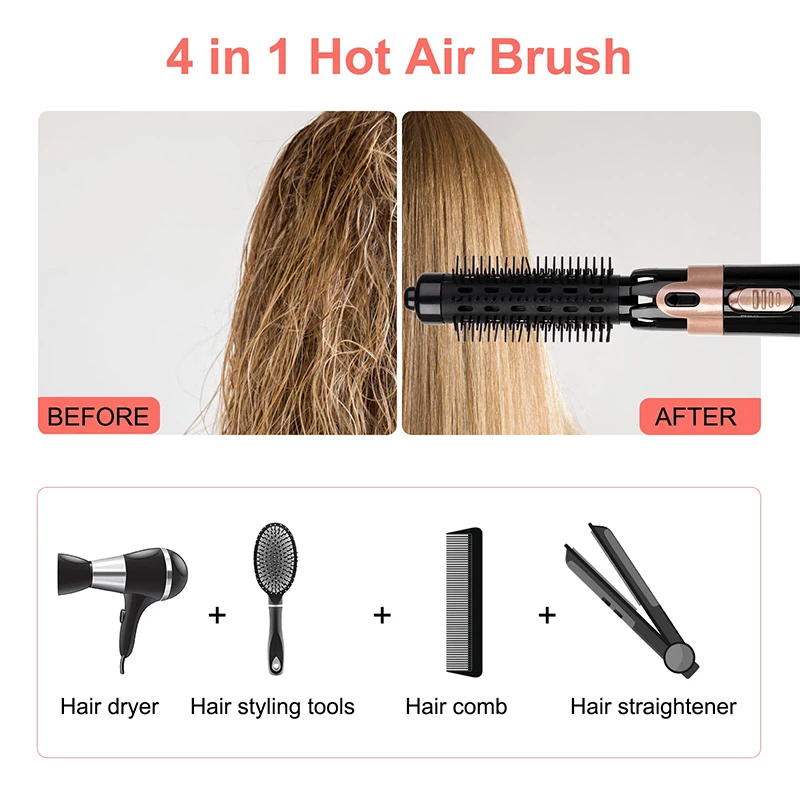 4 in 1 Hot Air Brush
BEFORE
AFTER
+
+
+
Hair dryer
Hair styling tools
Hair comb
Hair straightener